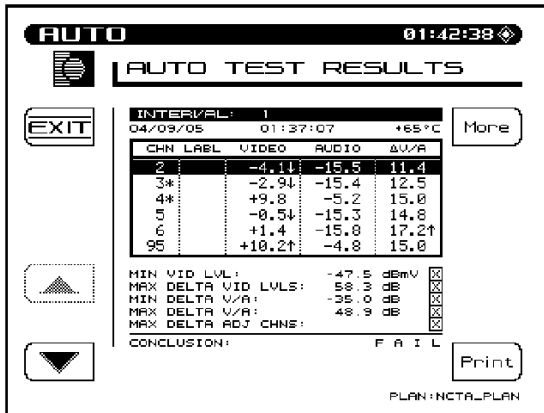 AUTO 01:42:38
AUTO TEST RESULTS
EXIT
More
INTERVAL: 1
04/09/05 01:37:07 +65°C
CHN LABL VIDEO AUDIO ΔV/A
2 -4.1↓ -15.5 11.4
3* -2.9↓ -15.4 12.5
4* +9.8 -5.2 15.0
5 -0.5↓ -15.3 14.8
6 +1.4 -15.8 17.2↑
95 +10.2↑ -4.8 15.0
MIN VID LVL: -47.5 dBmV X
MAX DELTA VID LVLS: 58.3 dB X
MIN DELTA V/A: -35.0 dB X
MAX DELTA V/A: 48.9 dB X
MAX DELTA ADJ CHNS: X
CONCLUSION: F A I L
Print
PLAN:NCTA_PLAN